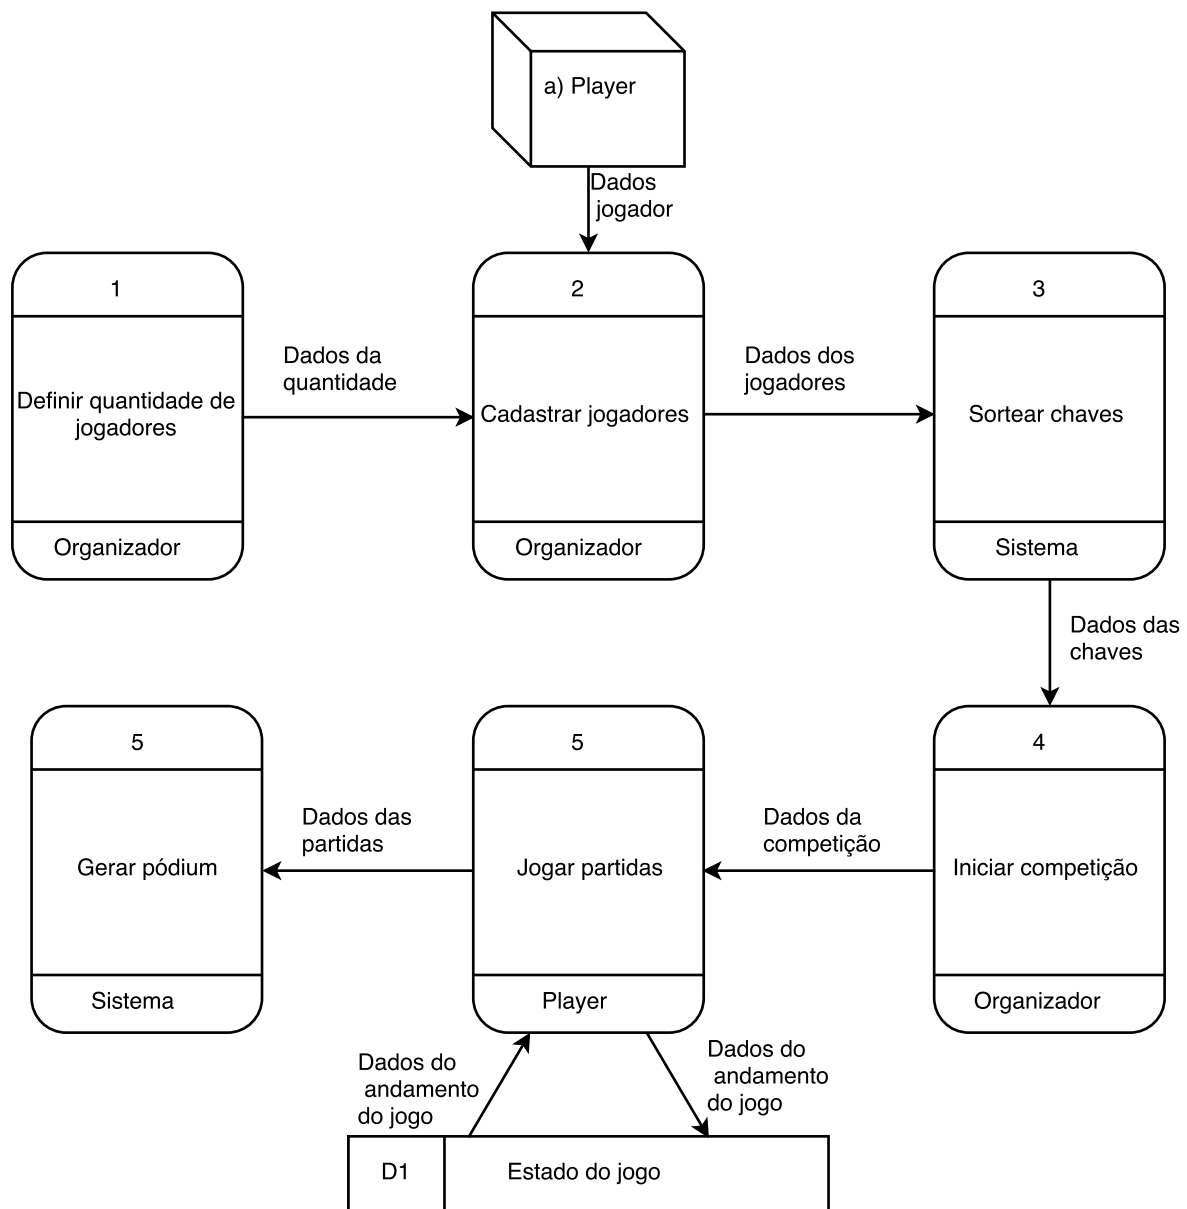 a) Player
Dados
jogador
1
Definir quantidade de
jogadores
Organizador
Dados da
quantidade
2
Cadastrar jogadores
Organizador
Dados dos
jogadores
3
Sortear chaves
Sistema
Dados das
chaves
5
Gerar pódium
Sistema
Dados das
partidas
5
Jogar partidas
Player
Dados da
competição
4
Iniciar competição
Organizador
Dados do
andamento
do jogo
Dados do
andamento
do jogo
D1
Estado do jogo